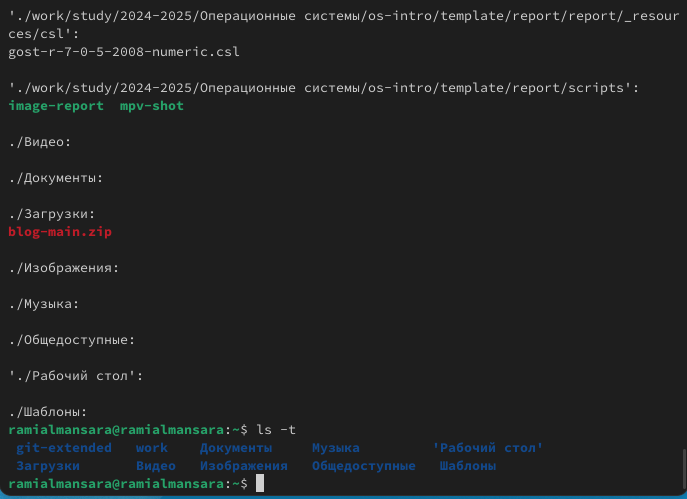 './work/study/2024-2025/Операционные системы/os-intro/template/report/report/_resour
ces/csl':
gost-r-7-0-5-2008-numeric.csl
'./work/study/2024-2025/Операционные системы/os-intro/template/report/scripts':
image-report  mpv-shot
./Видео:
./Документы:
./Загрузки:
blog-main.zip
./Изображения:
./Музыка:
./Общедоступные:
'./Рабочий стол':
./Шаблоны:
ramialmansara@ramialmansara:~$ ls -t
git-extended   work    Документы     Музыка         'Рабочий стол'
Загрузки       Видео   Изображения   Общедоступные   Шаблоны
ramialmansara@ramialmansara:~$